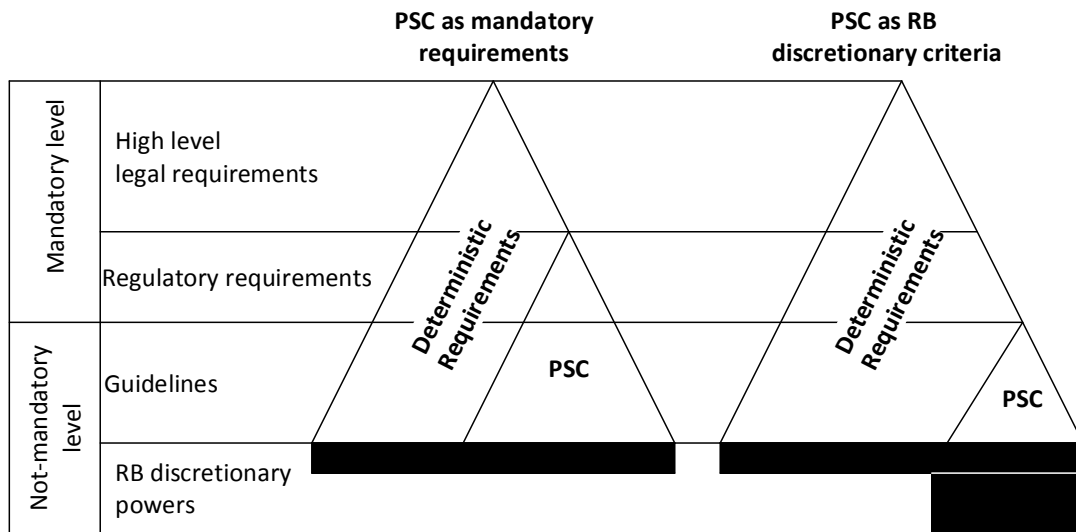 PSC as mandatory
requirements
PSC as RB
discretionary criteria
Mandatory level
High level
legal requirements
Regulatory requirements
Deterministic
Requirements
Deterministic
Requirements
Not-mandatory
level
Guidelines
PSC
PSC
RB discretionary
powers